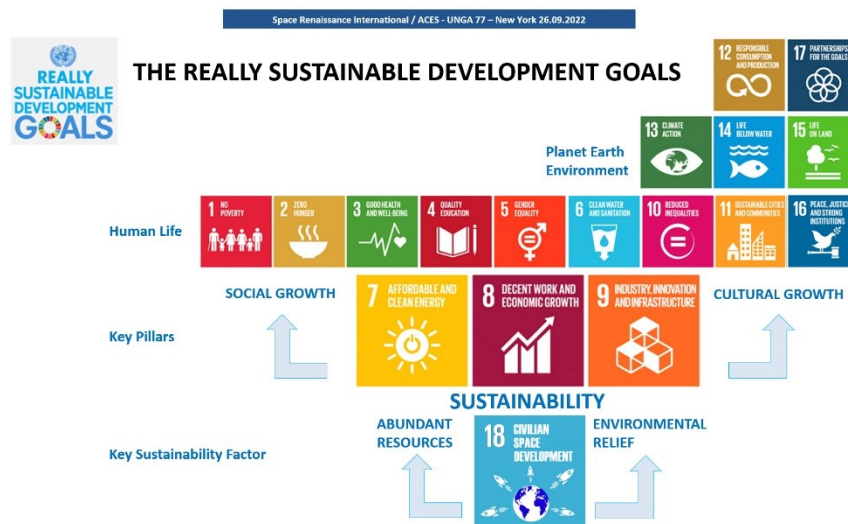 Space Renaissance International / ACES - UNGA 77 – New York 26.09.2022
REALLY
SUSTAINABLE
DEVELOPMENT
GOALS
THE REALLY SUSTAINABLE DEVELOPMENT GOALS
12 RESPONSIBLE
CONSUMPTION
AND PRODUCTION
17 PARTNERSHIPS
FOR THE GOALS
Planet Earth
Environment
13 CLIMATE
ACTION
14 LIFE
BELOW WATER
15 LIFE
ON LAND
Human Life
1 NO
POVERTY
2 ZERO
HUNGER
3 GOOD HEALTH
AND WELL-BEING
4 QUALITY
EDUCATION
5 GENDER
EQUALITY
6 CLEAN WATER
AND SANITATION
10 REDUCED
INEQUALITIES
11 SUSTAINABLE CITIES
AND COMMUNITIES
16 PEACE, JUSTICE
AND STRONG
INSTITUTIONS
SOCIAL GROWTH
CULTURAL GROWTH
Key Pillars
7 AFFORDABLE AND
CLEAN ENERGY
8 DECENT WORK AND
ECONOMIC GROWTH
9 INDUSTRY, INNOVATION
AND INFRASTRUCTURE
SUSTAINABILITY
ABUNDANT
RESOURCES
ENVIRONMENTAL
RELIEF
Key Sustainability Factor
18 CIVILIAN
SPACE
DEVELOPMENT